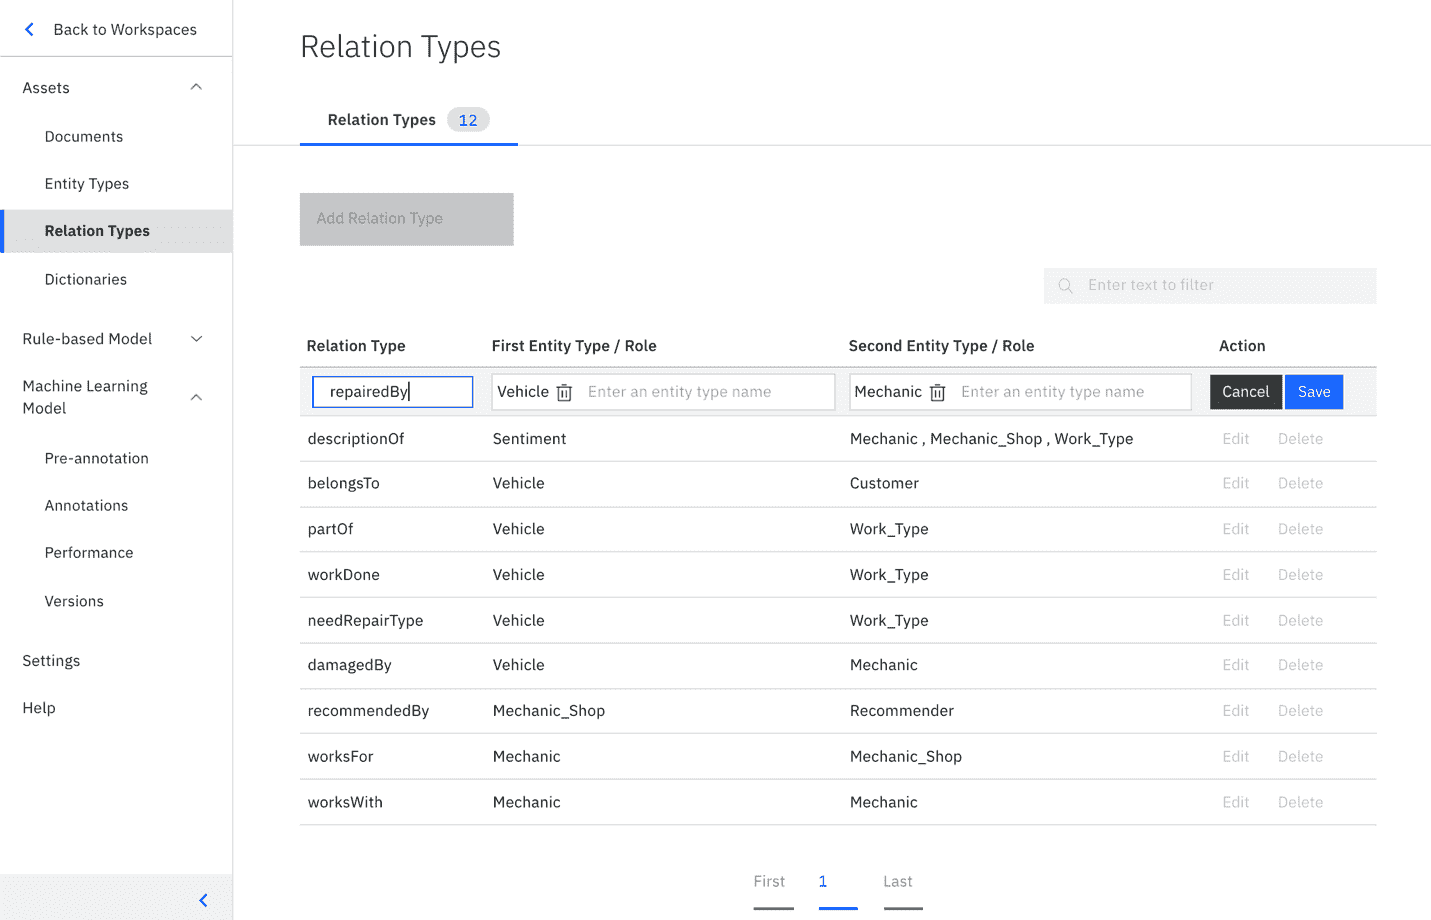 Back to Workspaces
Assets
Documents
Entity Types
Relation Types
Dictionaries
Rule-based Model
Machine Learning
Model
Pre-annotation
Annotations
Performance
Versions
Settings
Help
Relation Types
Relation Types 12
Add Relation Type
Enter text to filter
Relation Type First Entity Type / Role Second Entity Type / Role Action
repairedBy Vehicle Enter an entity type name Mechanic Enter an entity type name Cancel Save
descriptionOf Sentiment Mechanic , Mechanic_Shop , Work_Type Edit Delete
belongsTo Vehicle Customer Edit Delete
partOf Vehicle Work_Type Edit Delete
workDone Vehicle Work_Type Edit Delete
needRepairType Vehicle Work_Type Edit Delete
damagedBy Vehicle Mechanic Edit Delete
recommendedBy Mechanic_Shop Recommender Edit Delete
worksFor Mechanic Mechanic_Shop Edit Delete
worksWith Mechanic Mechanic Edit Delete
First 1 Last